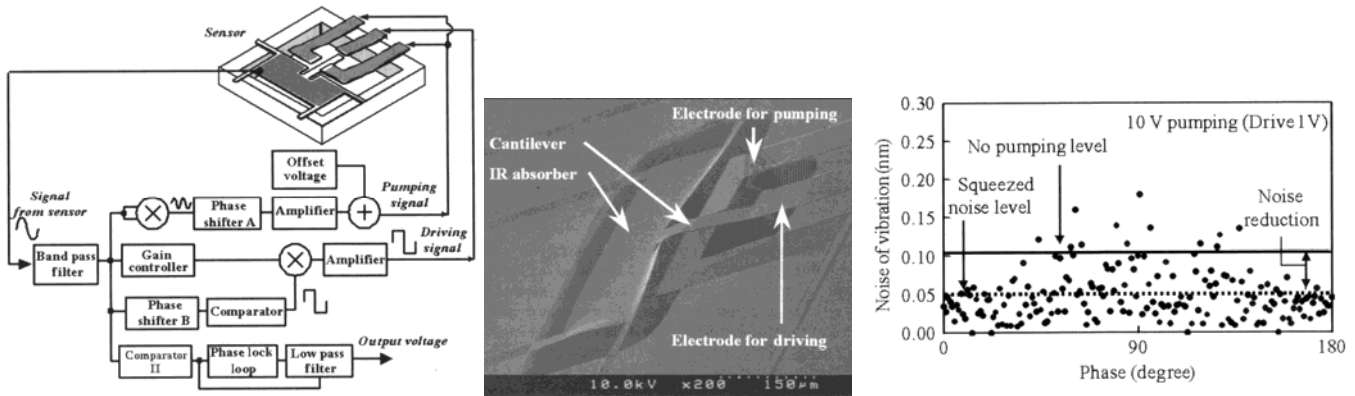 Sensor
Offset
voltage
Signal
from sensor
Pumping
signal
Phase
shifter A
Amplifier
Driving
signal
Band pass
filter
Gain
controller
Amplifier
Phase
shifter B
Comparator
Comparator
II
Phase lock
loop
Low pass
filter
Output voltage
Electrode for pumping
Cantilever
IR absorber
Electrode for driving
10.0kV ×200 150µm
0.30
0.25
0.20
0.15
0.10
0.05
0.00
Noise of vibration (nm)
10 V pumping (Drive 1V)
No pumping level
Squeezed
noise level
Noise
reduction
0
90
180
Phase (degree)